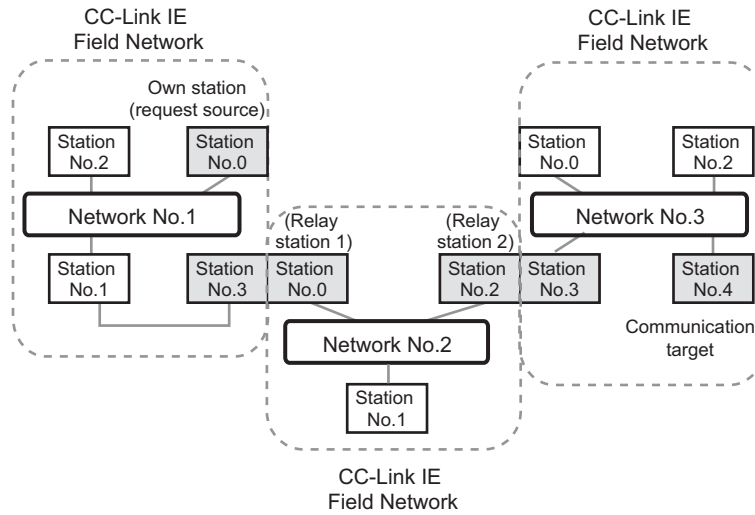 CC-Link IE
Field Network
CC-Link IE
Field Network
Own station
(request source)
Station
No.2
Station
No.0
Station
No.0
Station
No.2
Network No.1
Network No.3
(Relay
station 1)
(Relay
station 2)
Station
No.1
Station
No.3
Station
No.0
Station
No.2
Station
No.3
Station
No.4
Communication
target
Network No.2
Station
No.1
CC-Link IE
Field Network